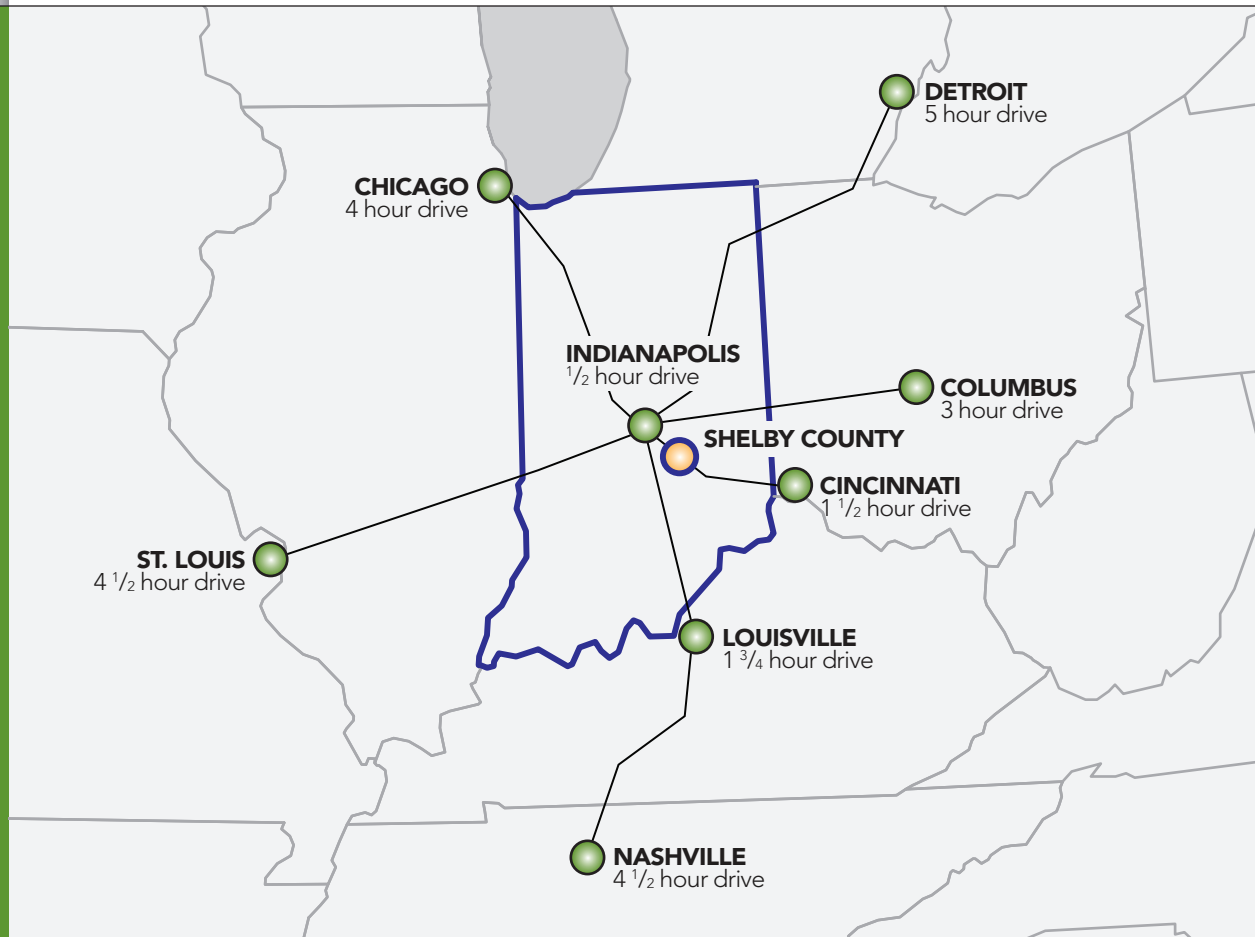 DETROIT
5 hour drive
CHICAGO
4 hour drive
INDIANAPOLIS
1/2 hour drive
COLUMBUS
3 hour drive
SHELBY COUNTY
CINCINNATI
1 1/2 hour drive
ST. LOUIS
4 1/2 hour drive
LOUISVILLE
1 3/4 hour drive
NASHVILLE
4 1/2 hour drive